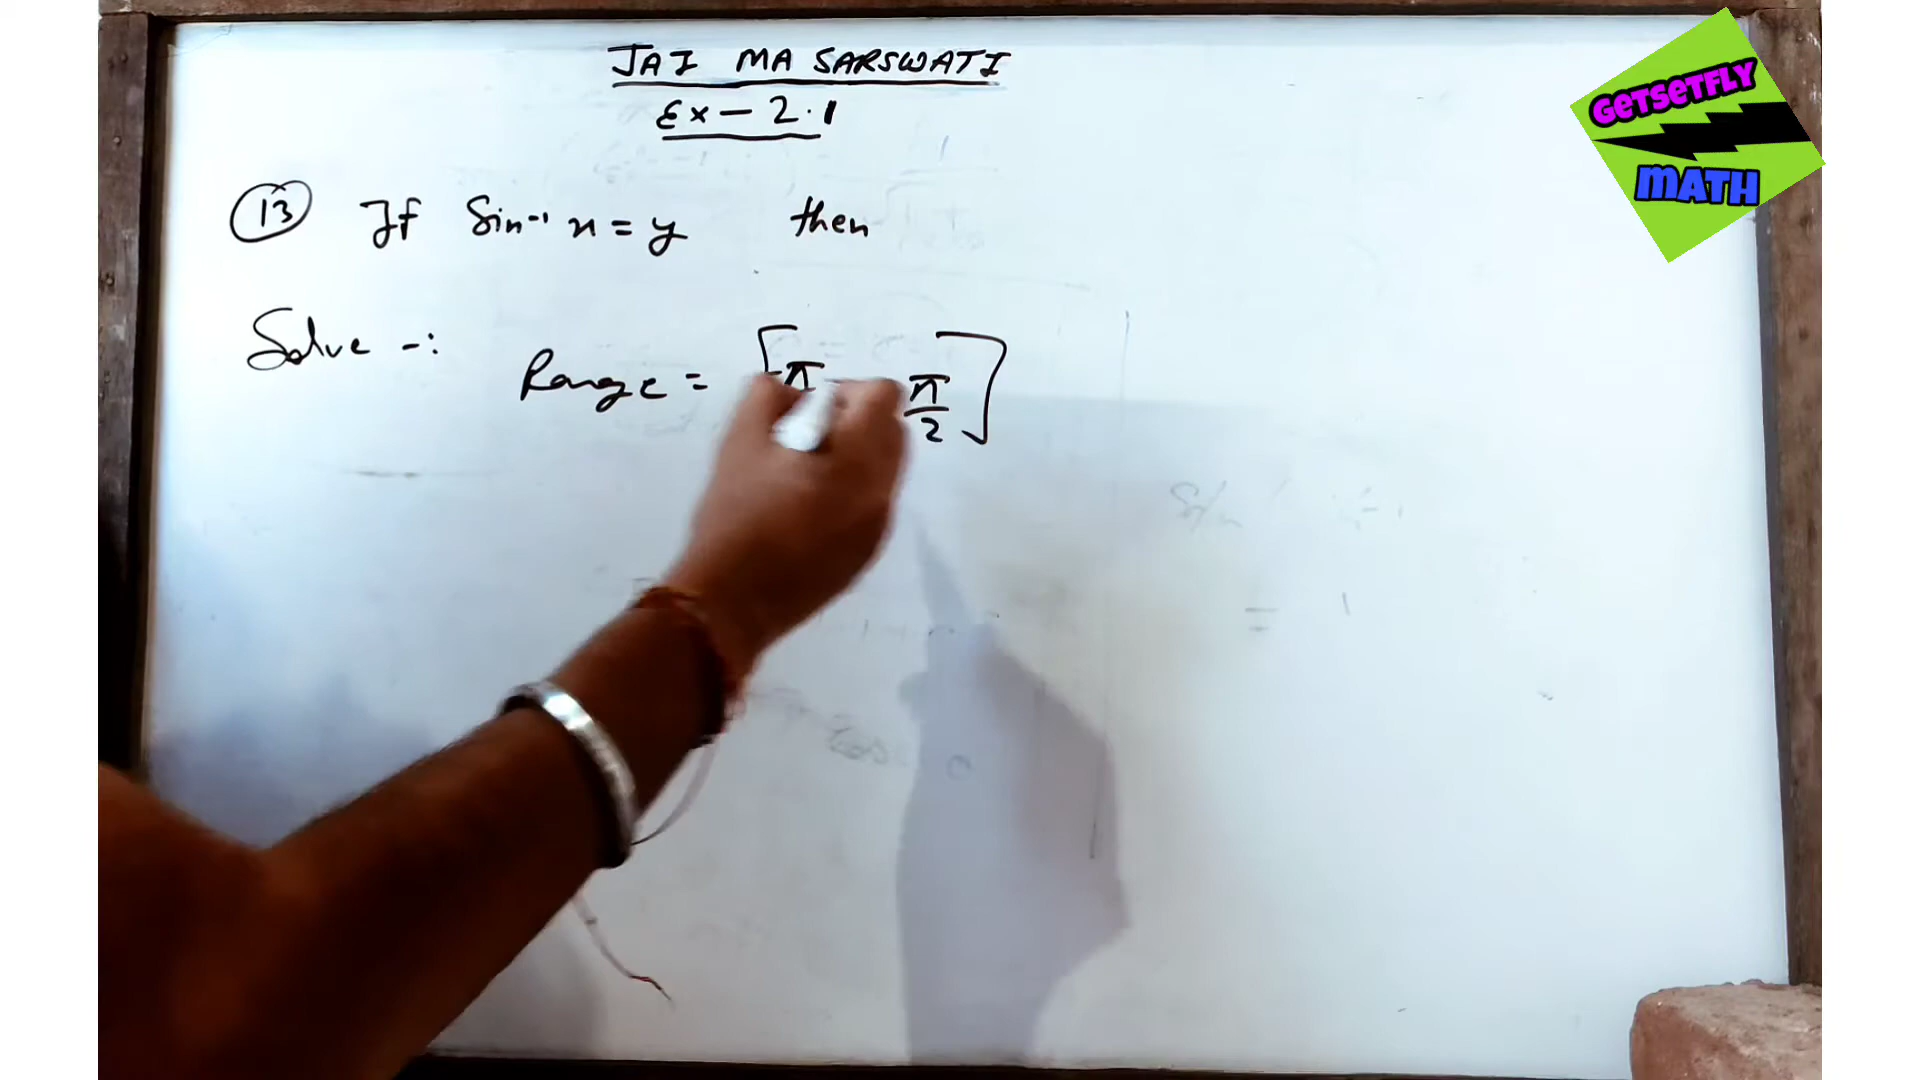 JAI MA SARSWATI
Ex - 2.1
GETSETFLY
MATH
13 If Sin⁻¹ x = y then
Solve -:
Range = [π π/2]